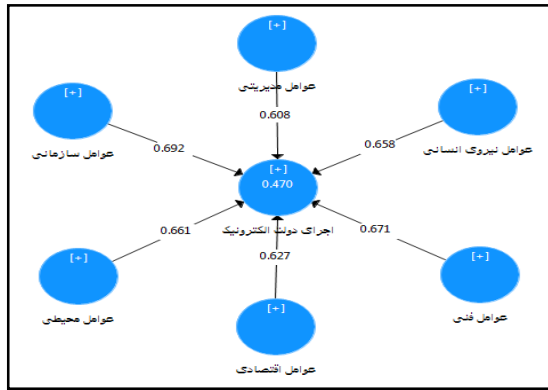 [+]
عوامل مدیریتی
[+]
عوامل سازمانی
[+]
عوامل نیروی انسانی
0.608
0.692
0.658
[+]
0.470
اجرای دولت الکترونیک
0.661
0.671
0.627
[+]
عوامل محیطی
[+]
عوامل فنی
[+]
عوامل اقتصادی